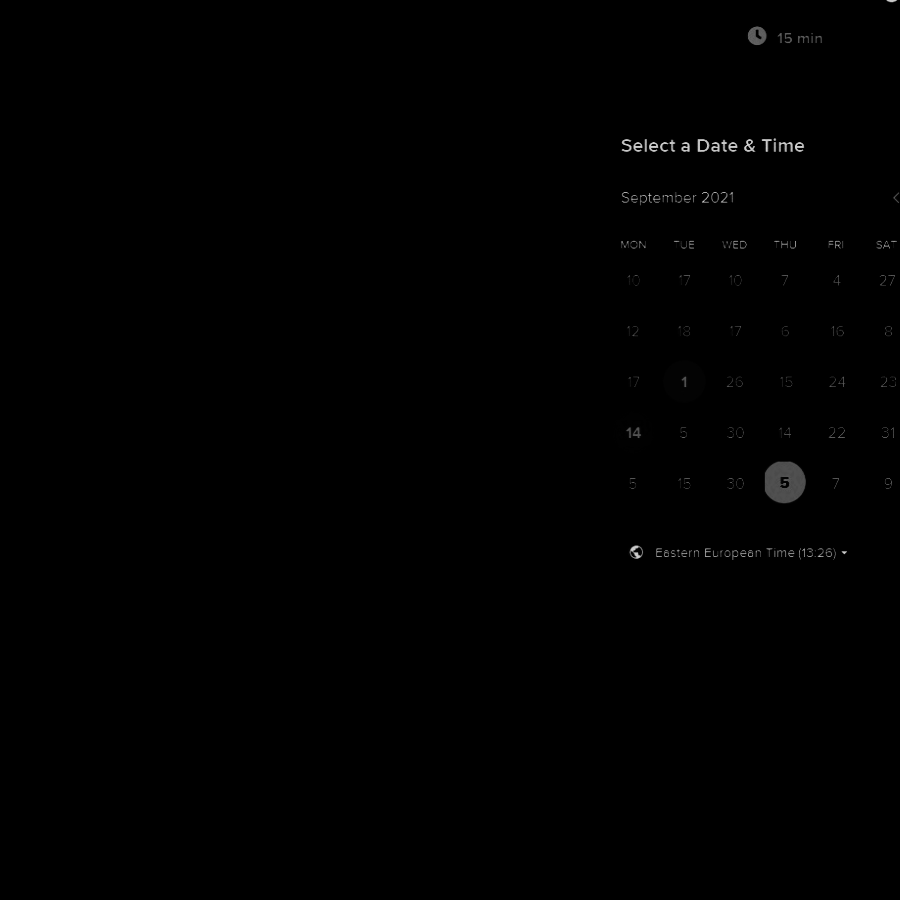 15 min
Select a Date & Time
September 2021
MON TUE WED THU FRI SAT
10 17 10 7 4 27
12 18 17 6 16 8
17 1 26 15 24 23
14 5 30 14 22 31
5 15 30 5 7 9
Eastern European Time (13:26)